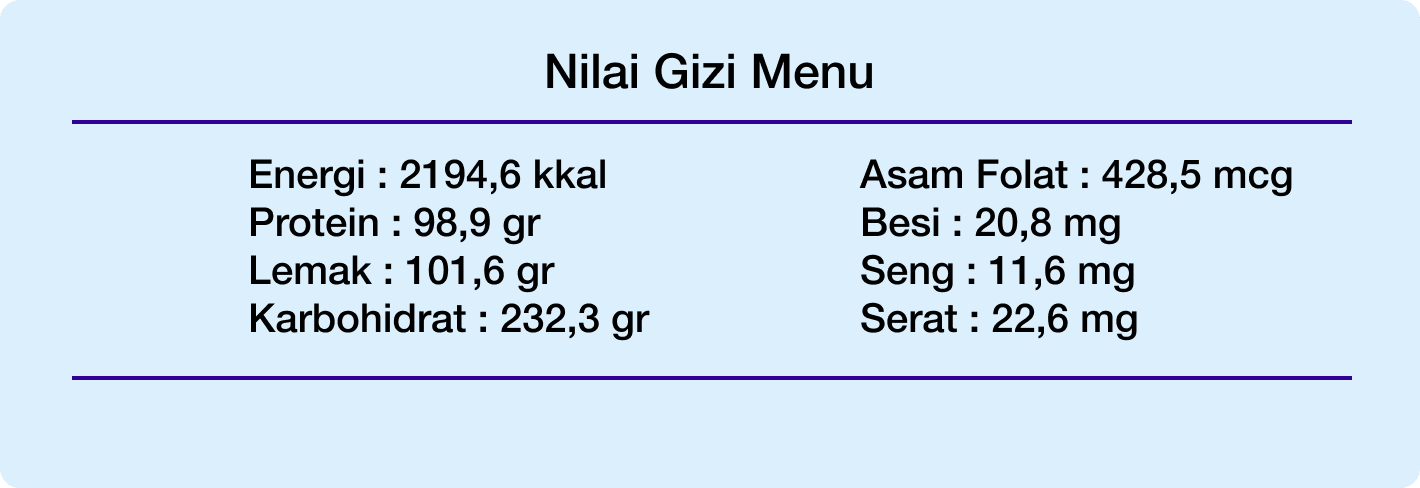 Nilai Gizi Menu
Energi : 2194,6 kkal
Protein : 98,9 gr
Lemak : 101,6 gr
Karbohidrat : 232,3 gr
Asam Folat : 428,5 mcg
Besi : 20,8 mg
Seng : 11,6 mg
Serat : 22,6 mg